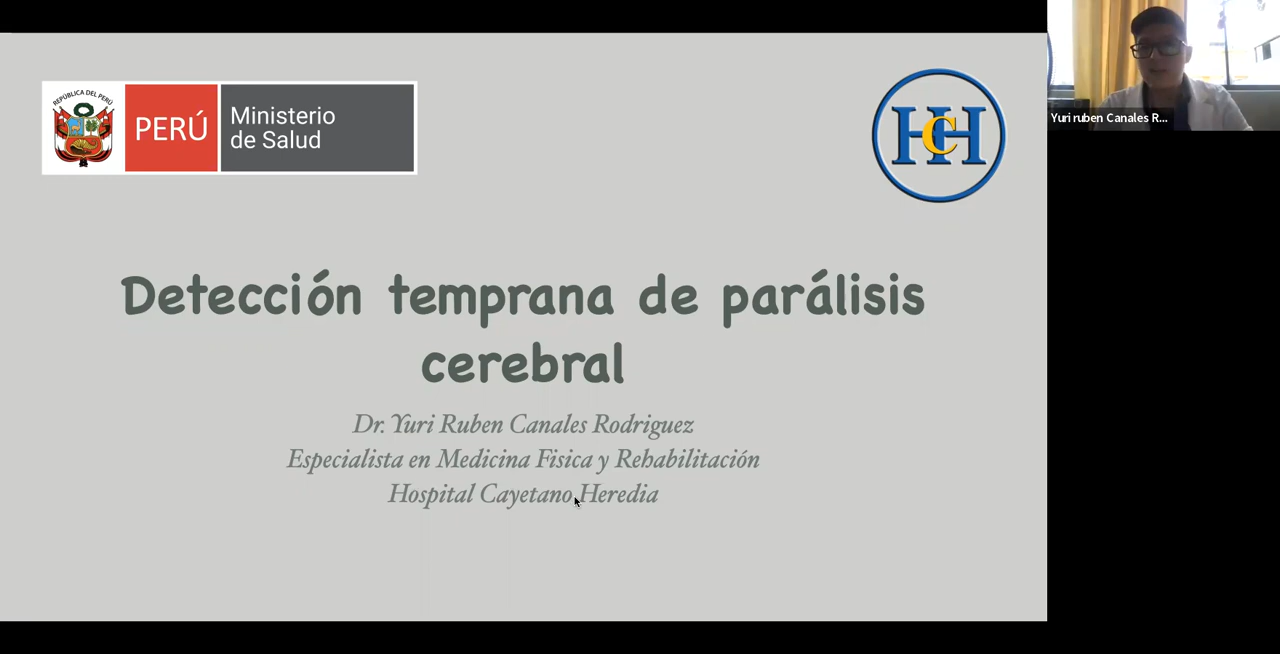 REPÚBLICA DEL PERÚ
PERÚ
Ministerio
de Salud
HCH
Detección temprana de parálisis
cerebral
Dr. Yuri Ruben Canales Rodriguez
Especialista en Medicina Fisica y Rehabilitación
Hospital Cayetano Heredia
Yuri ruben Canales R...